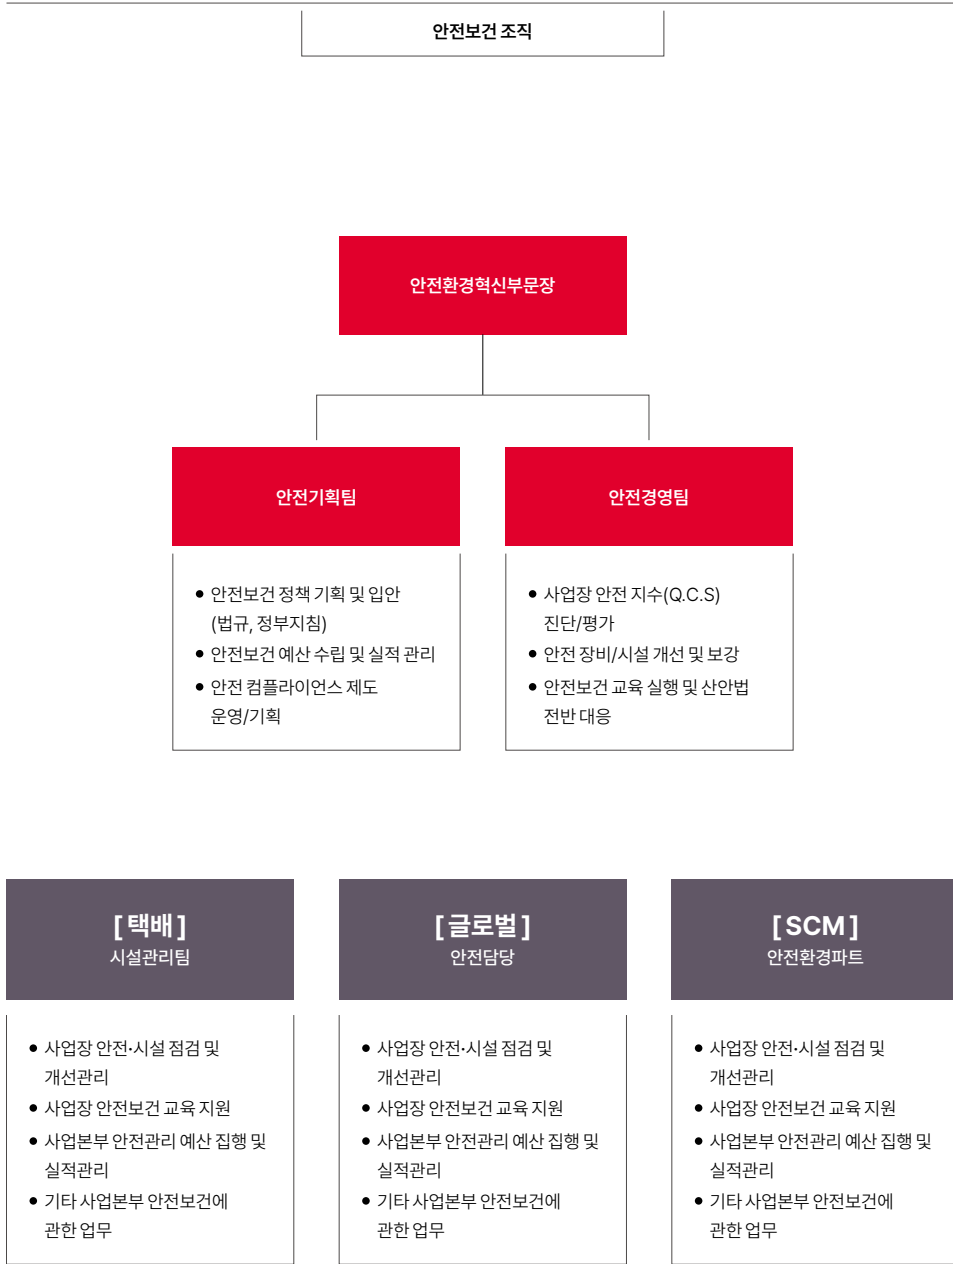 안전보건 조직
안전환경혁신부문장
안전기획팀
• 안전보건 정책 기획 및 입안
(법규, 정부지침)
• 안전보건 예산 수립 및 실적 관리
• 안전 컴플라이언스 제도
운영/기획
안전경영팀
• 사업장 안전 지수(Q.C.S)
진단/평가
• 안전 장비/시설 개선 및 보강
• 안전보건 교육 실행 및 산안법
전반 대응
[ 택배 ]
시설관리팀
• 사업장 안전·시설 점검 및
개선관리
• 사업장 안전보건 교육 지원
• 사업본부 안전관리 예산 집행 및
실적관리
• 기타 사업본부 안전보건에
관한 업무
[ 글로벌 ]
안전담당
• 사업장 안전·시설 점검 및
개선관리
• 사업장 안전보건 교육 지원
• 사업본부 안전관리 예산 집행 및
실적관리
• 기타 사업본부 안전보건에
관한 업무
[ SCM ]
안전환경파트
• 사업장 안전·시설 점검 및
개선관리
• 사업장 안전보건 교육 지원
• 사업본부 안전관리 예산 집행 및
실적관리
• 기타 사업본부 안전보건에
관한 업무